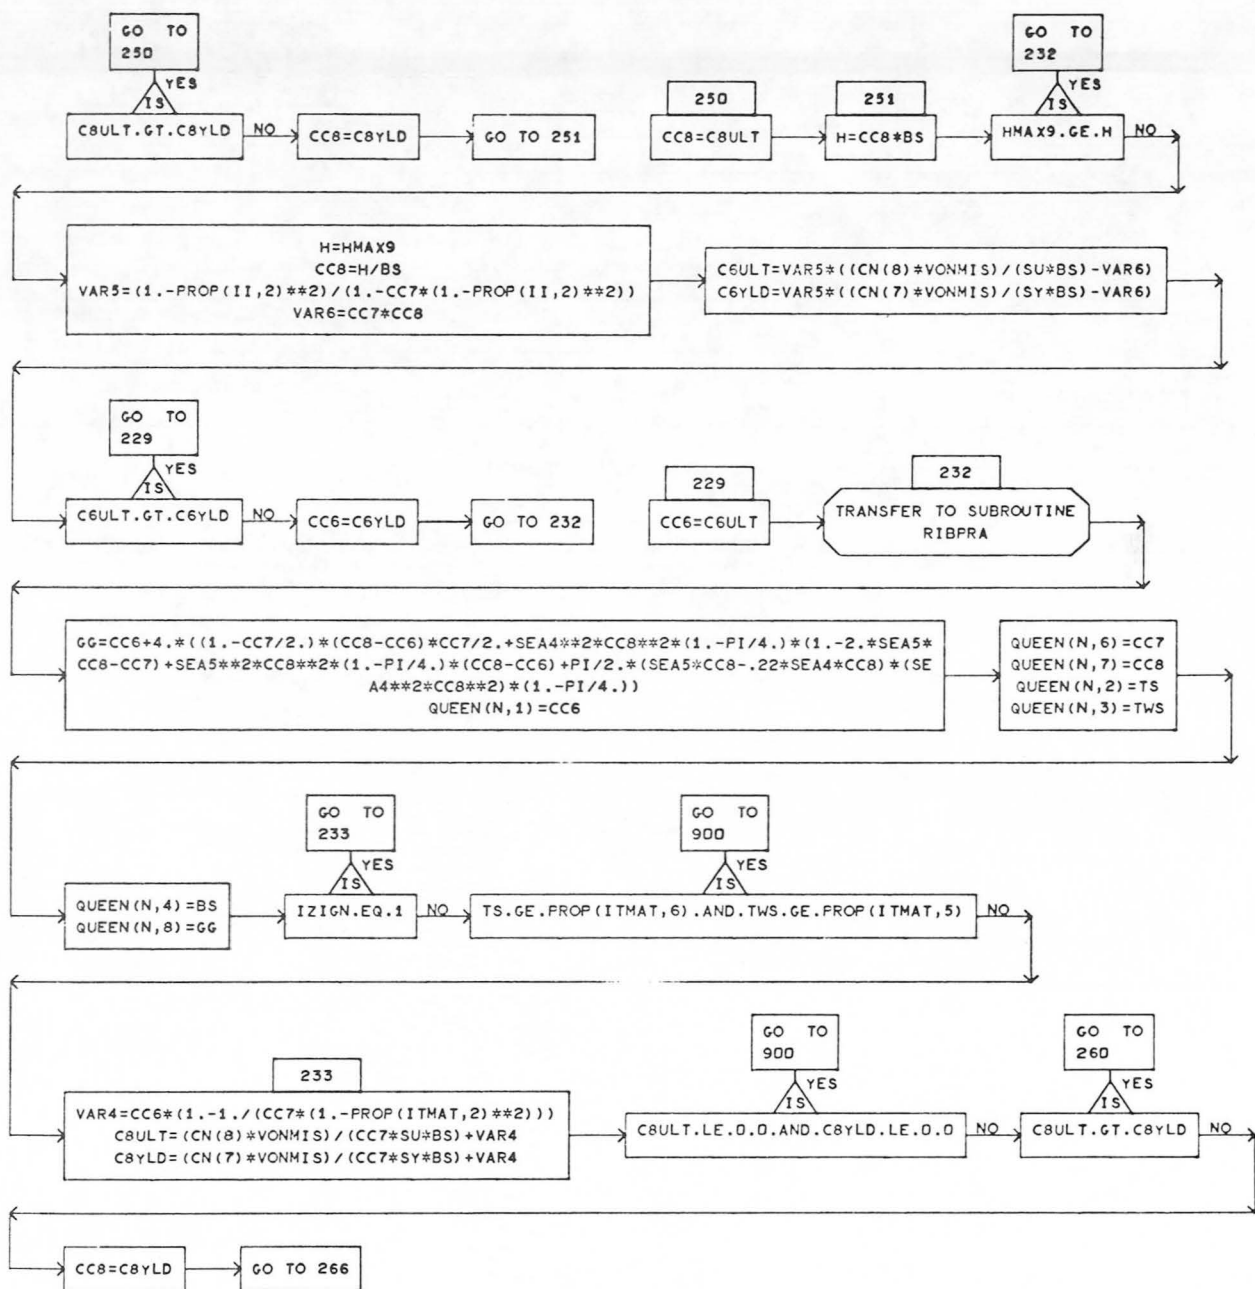 GO TO
250
YES
IS
C8ULT.GT.C8YLD
NO
CC8=C8YLD
GO TO 251
250
CC8=C8ULT
251
H=CC8*BS
GO TO
232
YES
IS
HMAX9.GE.H
NO
H=HMAX9
CC8=H/BS
VAR5=(1.-PROP(II,2)**2)/(1.-CC7*(1.-PROP(II,2)**2))
VAR6=CC7*CC8
C6ULT=VAR5*((CN(8)*VONMIS)/(SU*BS)-VAR6)
C6YLD=VAR5*((CN(7)*VONMIS)/(SY*BS)-VAR6)
GO TO
229
YES
IS
C6ULT.GT.C6YLD
NO
CC6=C6YLD
GO TO 232
229
CC6=C6ULT
232
TRANSFER TO SUBROUTINE
RIBPRA
GG=CC6+4.*((1.-CC7/2.)*(CC8-CC6)*CC7/2.+SEA4**2*CC8**2*(1.-PI/4.)*(1.-2.*SEA5*
CC8-CC7)+SEA5**2*CC8**2*(1.-PI/4.)*(CC8-CC6)+PI/2.*(SEA5*CC8-.22*SEA4*CC8)*(SE
A4**2*CC8**2)*(1.-PI/4.))
QUEEN(N,1)=CC6
QUEEN(N,6)=CC7
QUEEN(N,7)=CC8
QUEEN(N,2)=TS
QUEEN(N,3)=TWS
QUEEN(N,4)=BS
QUEEN(N,8)=GG
GO TO
233
YES
IS
IZIGN.EQ.1
NO
GO TO
900
YES
IS
TS.GE.PROP(ITMAT,6).AND.TWS.GE.PROP(ITMAT,5)
NO
233
VAR4=CC6*(1.-1./(CC7*(1.-PROP(ITMAT,2)**2)))
C8ULT=(CN(8)*VONMIS)/(CC7*SU*BS)+VAR4
C8YLD=(CN(7)*VONMIS)/(CC7*SY*BS)+VAR4
GO TO
900
YES
IS
C8ULT.LE.0.0.AND.C8YLD.LE.0.0
NO
GO TO
260
YES
IS
C8ULT.GT.C8YLD
NO
CC8=C8YLD
GO TO 266